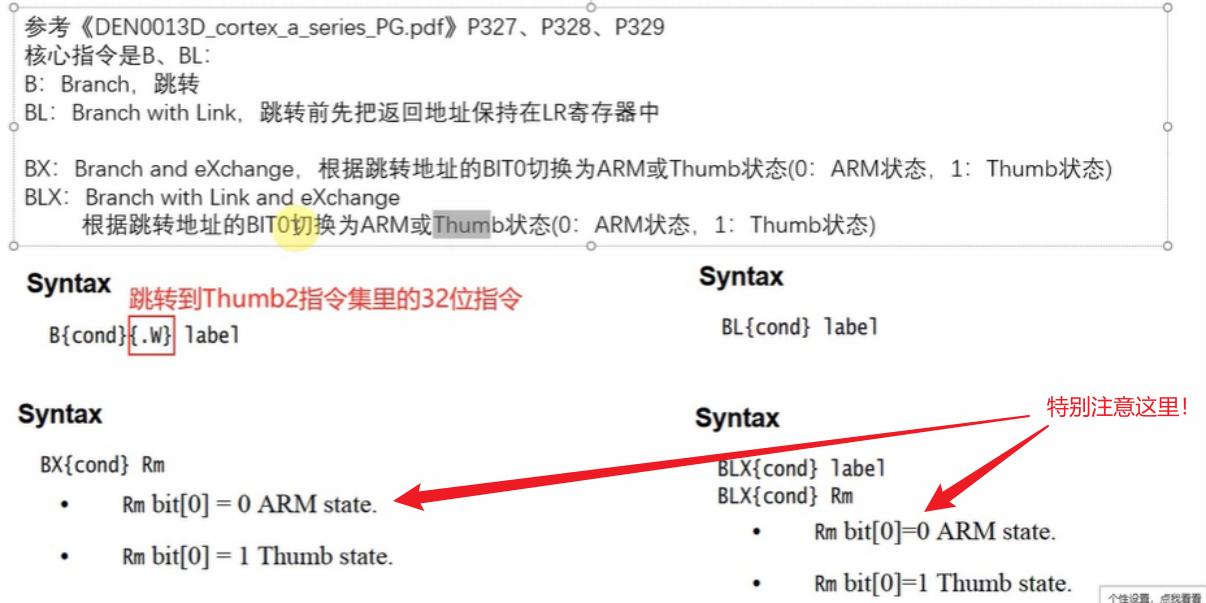 参考《DEN0013D_cortex_a_series_PG.pdf》P327、P328、P329
核心指令是B、BL：
B：Branch，跳转
BL：Branch with Link，跳转前先把返回地址保持在LR寄存器中
BX：Branch and eXchange，根据跳转地址的BIT0切换为ARM或Thumb状态(0：ARM状态，1：Thumb状态)
BLX：Branch with Link and eXchange
根据跳转地址的BIT0切换为ARM或Thumb状态(0：ARM状态，1：Thumb状态)
Syntax
跳转到Thumb2指令集里的32位指令
B{cond}{.W} label
Syntax
BL{cond} label
Syntax
BX{cond} Rm
• Rm bit[0] = 0 ARM state.
• Rm bit[0] = 1 Thumb state.
特别注意这里！
Syntax
BLX{cond} label
BLX{cond} Rm
• Rm bit[0]=0 ARM state.
• Rm bit[0]=1 Thumb state.
个性设置，点我看看